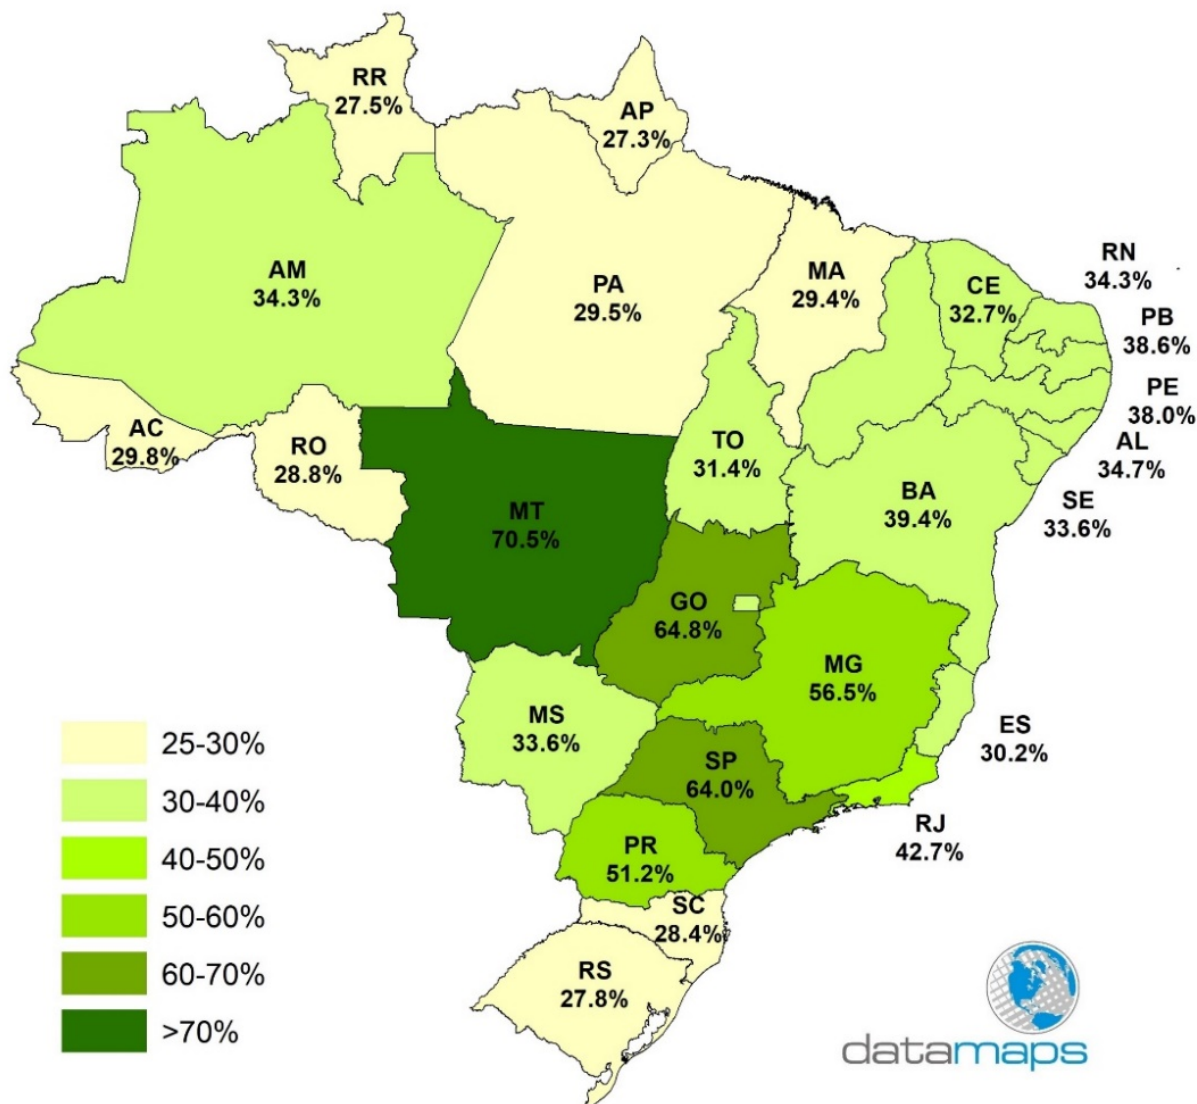 RR
27.5%
AP
27.3%
AM
34.3%
PA
29.5%
MA
29.4%
CE
32.7%
RN
34.3%
PB
38.6%
PE
38.0%
AL
34.7%
SE
33.6%
AC
29.8%
RO
28.8%
TO
31.4%
BA
39.4%
MT
70.5%
GO
64.8%
MG
56.5%
MS
33.6%
ES
30.2%
SP
64.0%
RJ
42.7%
PR
51.2%
SC
28.4%
RS
27.8%
25-30%
30-40%
40-50%
50-60%
60-70%
>70%
datamaps